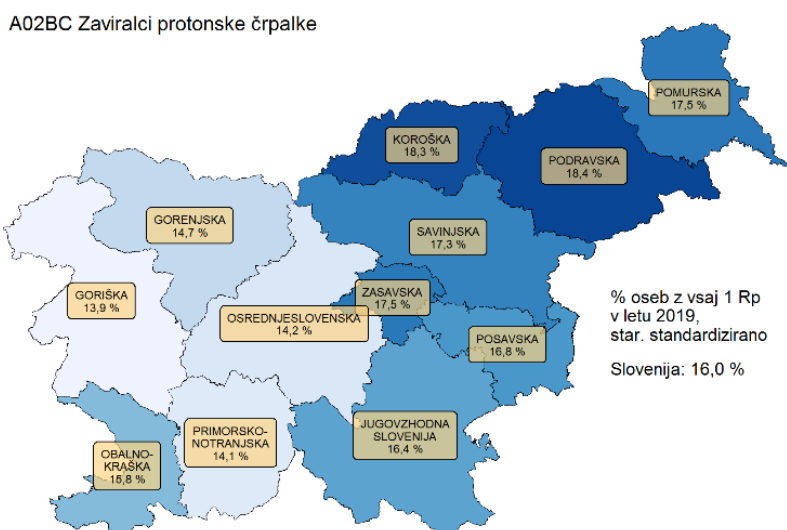 A02BC Zaviralci protonske črpalke
POMURSKA
17,5 %
KOROŠKA
18,3 %
PODRAVSKA
18,4 %
GORENJSKA
14,7 %
SAVINJSKA
17,3 %
GORIŠKA
13,9 %
ZASAVSKA
17,5 %
OSREDNJESLOVENSKA
14,2 %
POSAVSKA
16,8 %
% oseb z vsaj 1 Rp
v letu 2019,
star. standardizirano
Slovenija: 16,0 %
PRIMORSKO-
NOTRANJSKA
14,1 %
JUGOVZHODNA
SLOVENIJA
16,4 %
OBALNO-
KRAŠKA
15,8 %